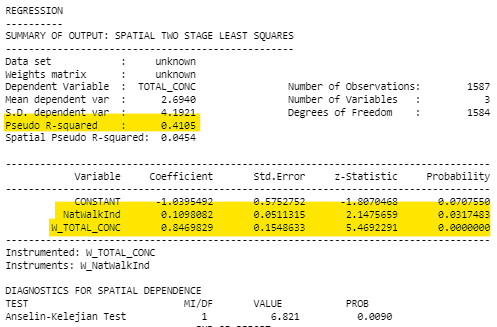 REGRESSION
----------
SUMMARY OF OUTPUT: SPATIAL TWO STAGE LEAST SQUARES
--------------------------------------------------
Data set            :     unknown
Weights matrix      :     unknown
Dependent Variable  :  TOTAL_CONC                Number of Observations:        1587
Mean dependent var  :      2.6940                Number of Variables   :           3
S.D. dependent var  :      4.1921                Degrees of Freedom    :        1584
Pseudo R-squared    :      0.4105
Spatial Pseudo R-squared:  0.0454
------------------------------------------------------------------------------------
Variable     Coefficient       Std.Error     z-Statistic     Probability
------------------------------------------------------------------------------------
CONSTANT      -1.0395492       0.5752752      -1.8070468       0.0707550
NatWalkInd       0.1098082       0.0511315       2.1475659       0.0317483
W_TOTAL_CONC       0.8469829       0.1548633       5.4692291       0.0000000
------------------------------------------------------------------------------------
Instrumented: W_TOTAL_CONC
Instruments: W_NatWalkInd
DIAGNOSTICS FOR SPATIAL DEPENDENCE
TEST                           MI/DF       VALUE           PROB
Anselin-Kelejian Test             1           6.821          0.0090